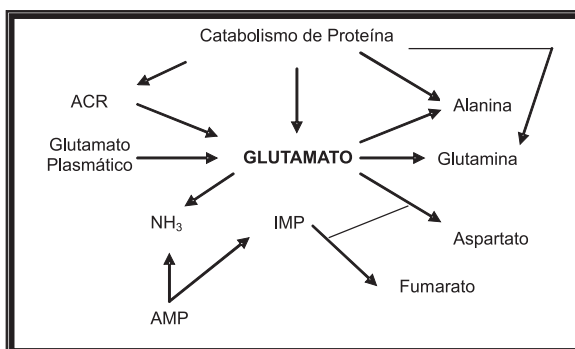 Catabolismo de Proteína
ACR
Alanina
Glutamato
Plasmático
GLUTAMATO
Glutamina
NH₃
IMP
Aspartato
Fumarato
AMP